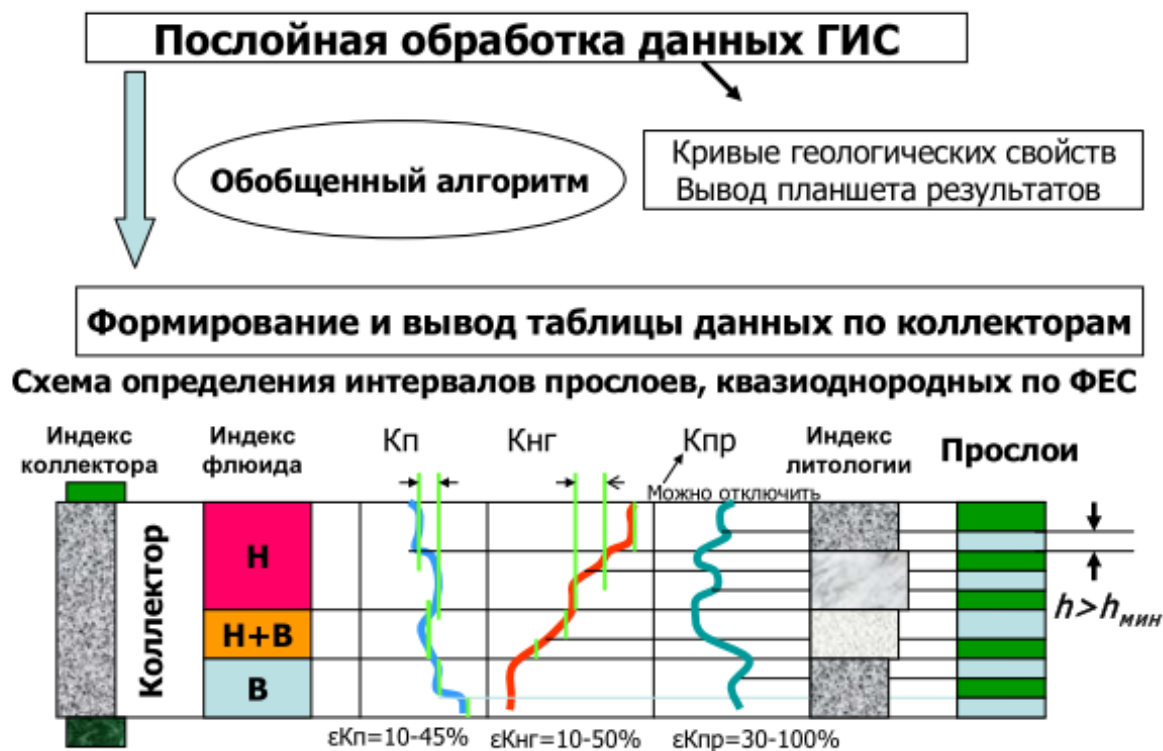 Послойная обработка данных ГИС
Обобщенный алгоритм
Кривые геологических свойств
Вывод планшета результатов
Формирование и вывод таблицы данных по коллекторам
Схема определения интервалов прослоев, квазиоднородных по ФЕС
Индекс
коллектора
Индекс
флюида
Кп
Кнг
Кпр
Индекс
литологии
Прослои
Можно отключить
Коллектор
Н
Н+В
В
h>hмин
εКп=10-45%
εКнг=10-50%
εКпр=30-100%